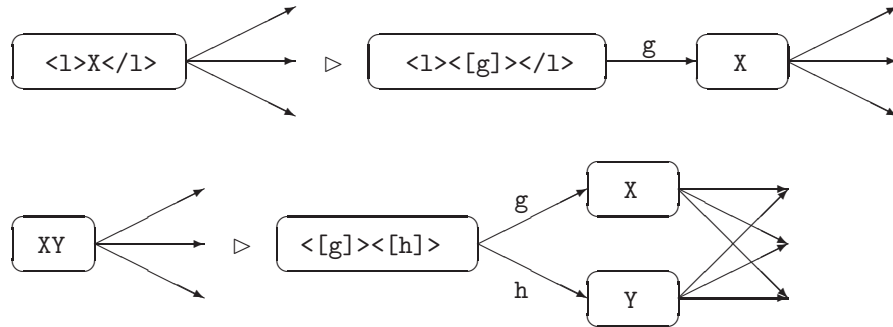 <l>X</l> ▷ <l><[g]></l> g X
XY ▷ <[g]><[h]> g X
h Y